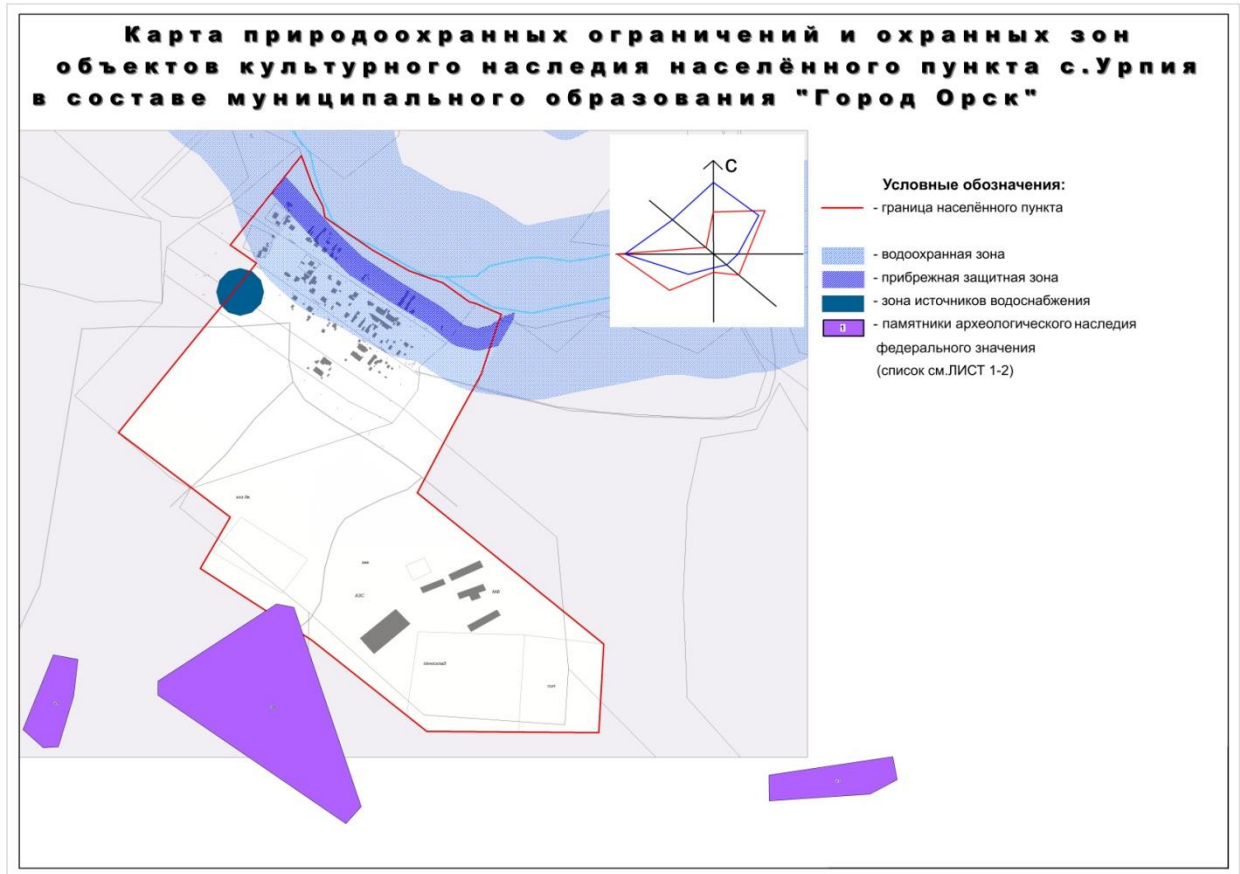 Карта природоохранных ограничений и охранных зон
объектов культурного наследия населённого пункта с.Урпия
в составе муниципального образования "Город Орск"
С
Условные обозначения:
- граница населённого пункта
- водоохранная зона
- прибрежная защитная зона
- зона источников водоснабжения
- памятники археологического наследия
федерального значения
(список см.ЛИСТ 1-2)
АЗС